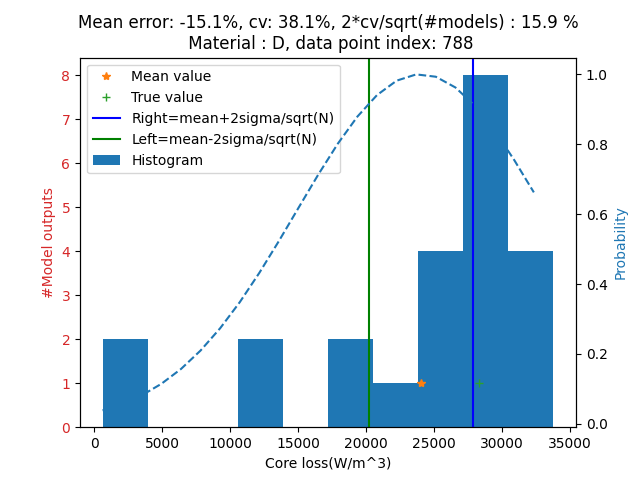 Mean error: -15.1%, cv: 38.1%, 2*cv/sqrt(#models) : 15.9 %
Material : D, data point index: 788
Mean value
True value
Right=mean+2sigma/sqrt(N)
Left=mean-2sigma/sqrt(N)
Histogram
8
7
6
5
4
3
2
1
0
#Model outputs
1.0
0.8
0.6
0.4
0.2
0.0
Probability
0
5000
10000
15000
20000
25000
30000
35000
Core loss(W/m^3)